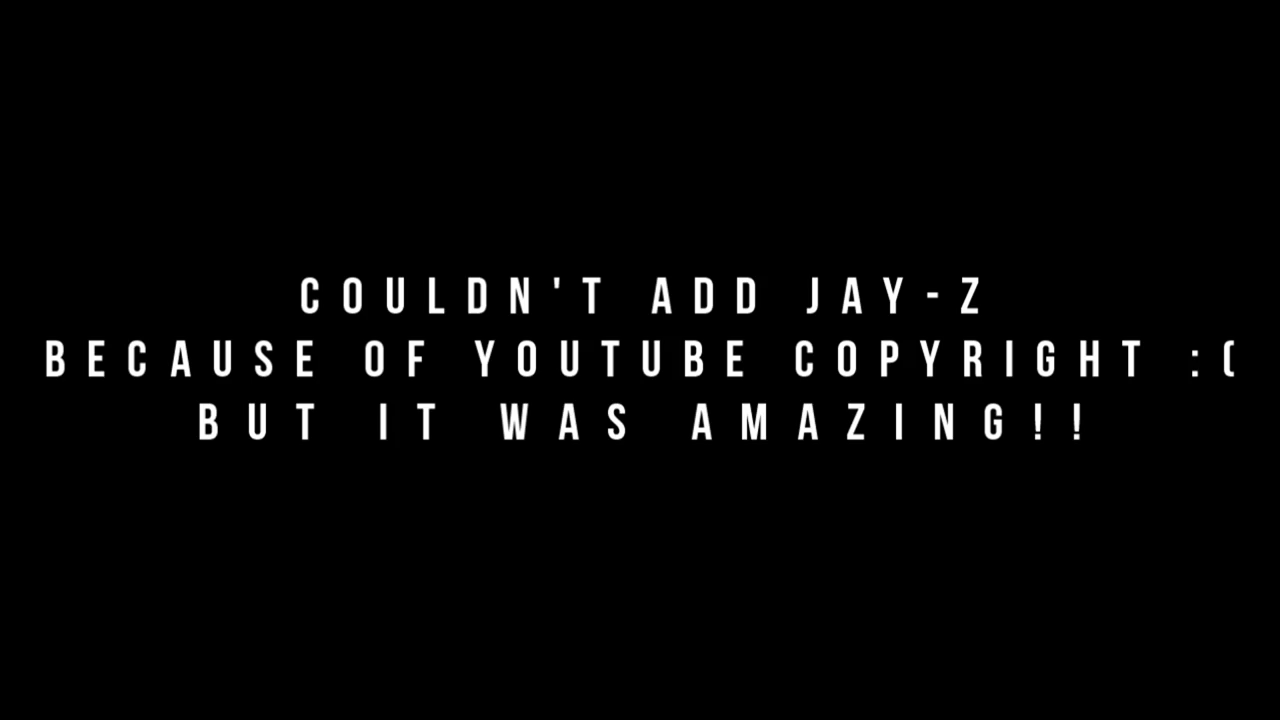 COULDN'T ADD JAY-Z
BECAUSE OF YOUTUBE COPYRIGHT :(
BUT IT WAS AMAZING!!